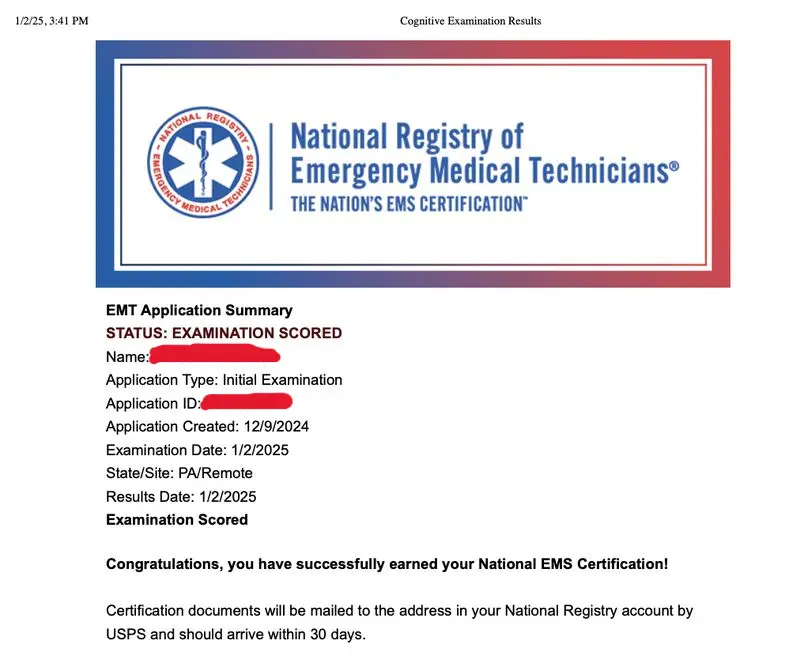 1/2/25, 3:41 PM Cognitive Examination Results
NATIONAL REGISTRY
EMERGENCY MEDICAL TECHNICIANS
National Registry of
Emergency Medical Technicians®
THE NATION'S EMS CERTIFICATION™
EMT Application Summary
STATUS: EXAMINATION SCORED
Name:
Application Type: Initial Examination
Application ID:
Application Created: 12/9/2024
Examination Date: 1/2/2025
State/Site: PA/Remote
Results Date: 1/2/2025
Examination Scored
Congratulations, you have successfully earned your National EMS Certification!
Certification documents will be mailed to the address in your National Registry account by
USPS and should arrive within 30 days.